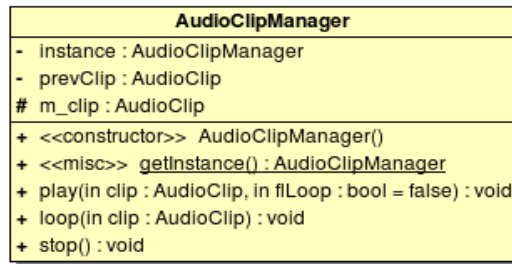 AudioClipManager
- instance : AudioClipManager
- prevClip : AudioClip
# m_clip : AudioClip
+ <<constructor>> AudioClipManager()
+ <<misc>> getInstance() : AudioClipManager
+ play(in clip : AudioClip, in flLoop : bool = false) : void
+ loop(in clip : AudioClip) : void
+ stop() : void